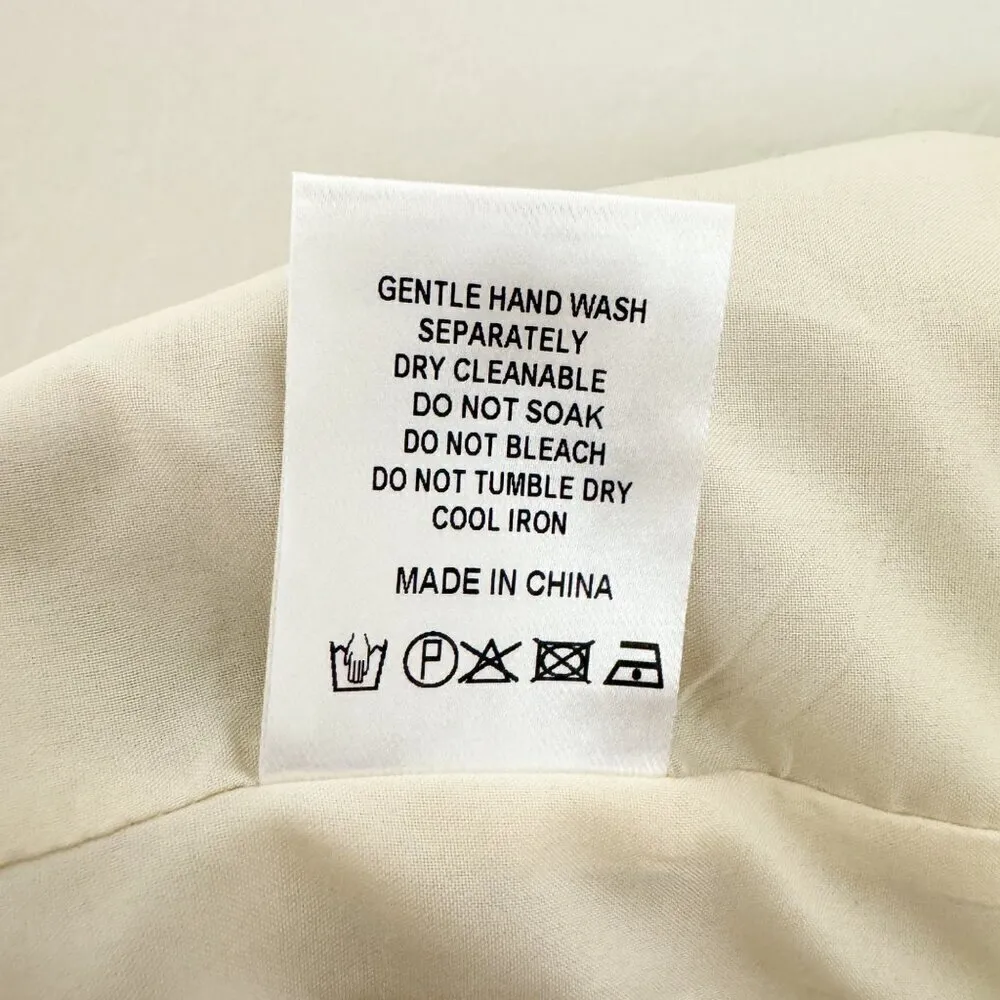 GENTLE HAND WASH
SEPARATELY
DRY CLEANABLE
DO NOT SOAK
DO NOT BLEACH
DO NOT TUMBLE DRY
COOL IRON
MADE IN CHINA
P